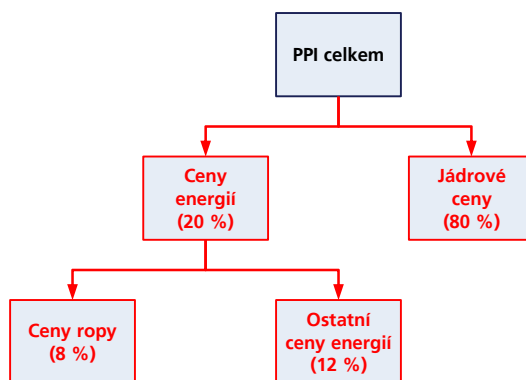 PPI celkem
Ceny
energií
(20 %)
Jádrové
ceny
(80 %)
Ceny ropy
(8 %)
Ostatní
ceny energií
(12 %)